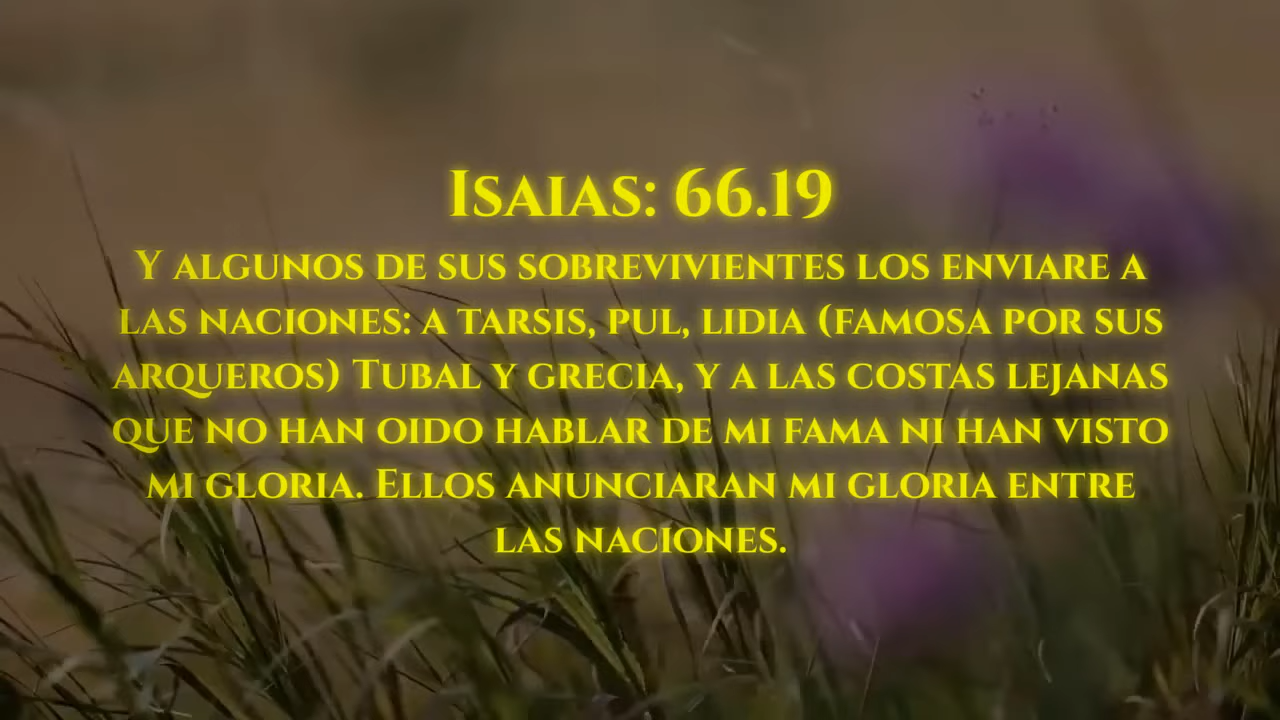 Isaias: 66.19
Y algunos de sus sobrevivientes los enviare a
las naciones: a tarsis, pul, lidia (famosa por sus
arqueros) Tubal y grecia, y a las costas lejanas
que no han oido hablar de mi fama ni han visto
mi gloria. Ellos anunciaran mi gloria entre
las naciones.